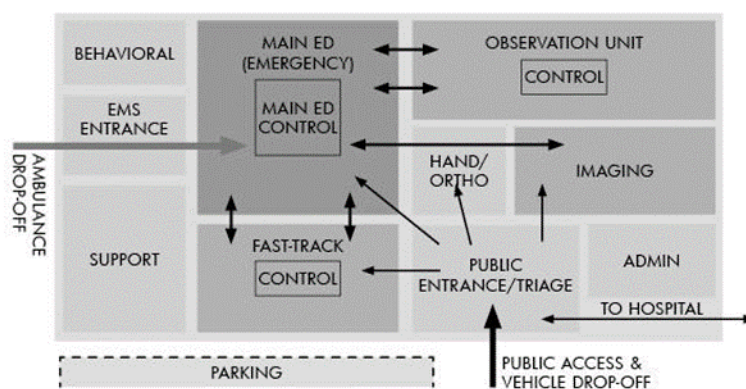 BEHAVIORAL
EMS
ENTRANCE
AMBULANCE
DROP-OFF
SUPPORT
MAIN ED
(EMERGENCY)
MAIN ED
CONTROL
OBSERVATION UNIT
CONTROL
HAND/
ORTHO
IMAGING
FAST-TRACK
CONTROL
PUBLIC
ENTRANCE/TRIAGE
ADMIN
TO HOSPITAL
PARKING
PUBLIC ACCESS &
VEHICLE DROP-OFF